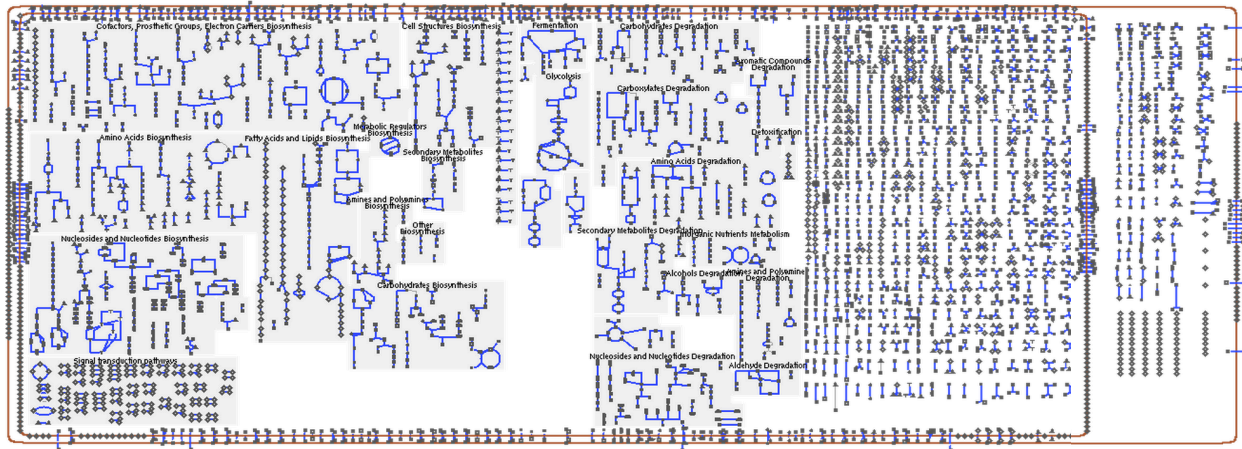 Cofactors, Prosthetic Groups, Electron Carriers Biosynthesis
Cell Structures Biosynthesis
Fermentation
Carbohydrates Degradation
Aromatic Compounds
Degradation
Glycolysis
Carboxylates Degradation
Metabolic Regulators
Biosynthesis
Detoxification
Amino Acids Biosynthesis
Fatty Acids and Lipids Biosynthesis
Secondary Metabolites
Biosynthesis
Amino Acids Degradation
Amines and Polyamines
Biosynthesis
Other
Biosynthesis
Secondary Metabolites Degradation
Inorganic Nutrients Metabolism
Nucleosides and Nucleotides Biosynthesis
Alcohols Degradation
Amines and Polyamine
Degradation
Carbohydrates Biosynthesis
Signal transduction pathways
Nucleosides and Nucleotides Degradation
Aldehyde Degradation